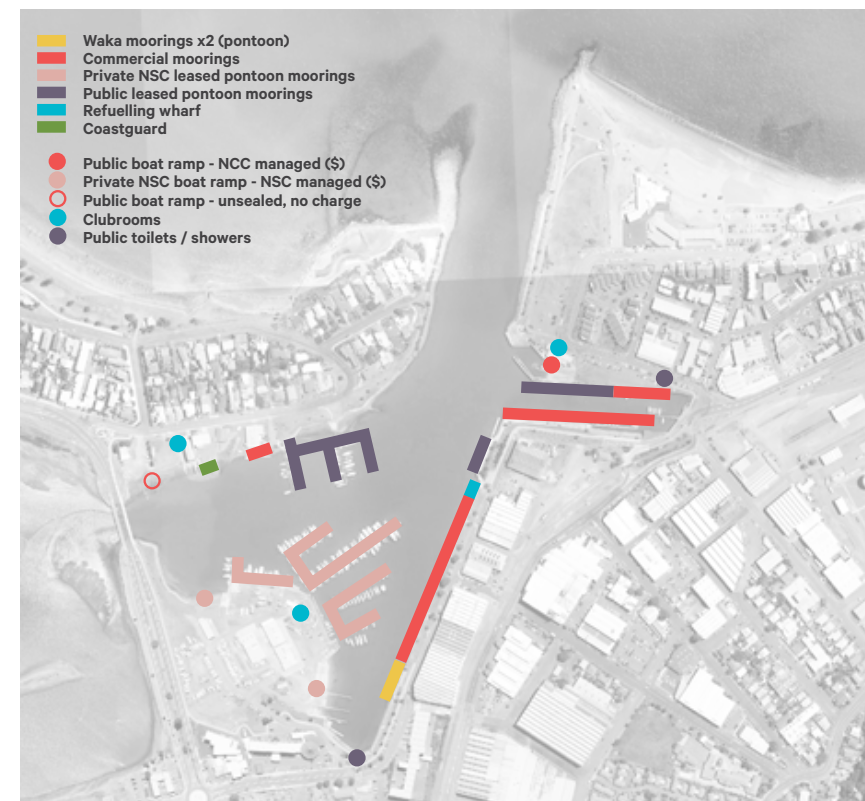 Waka moorings x2 (pontoon)
Commercial moorings
Private NSC leased pontoon moorings
Public leased pontoon moorings
Refuelling wharf
Coastguard
Public boat ramp - NCC managed ($)
Private NSC boat ramp - NSC managed ($)
Public boat ramp - unsealed, no charge
Clubrooms
Public toilets / showers